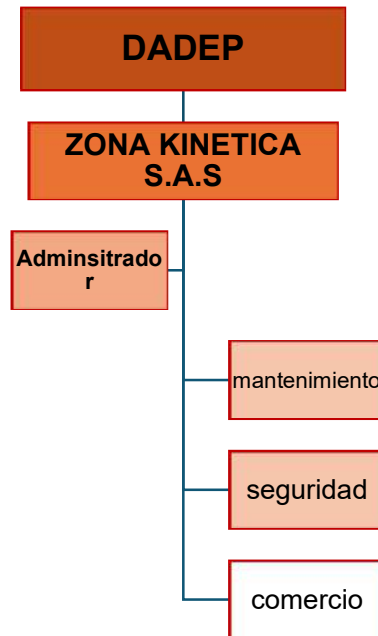 DADEP
ZONA KINETICA
S.A.S
Adminsitrado
r
mantenimiento
seguridad
comercio